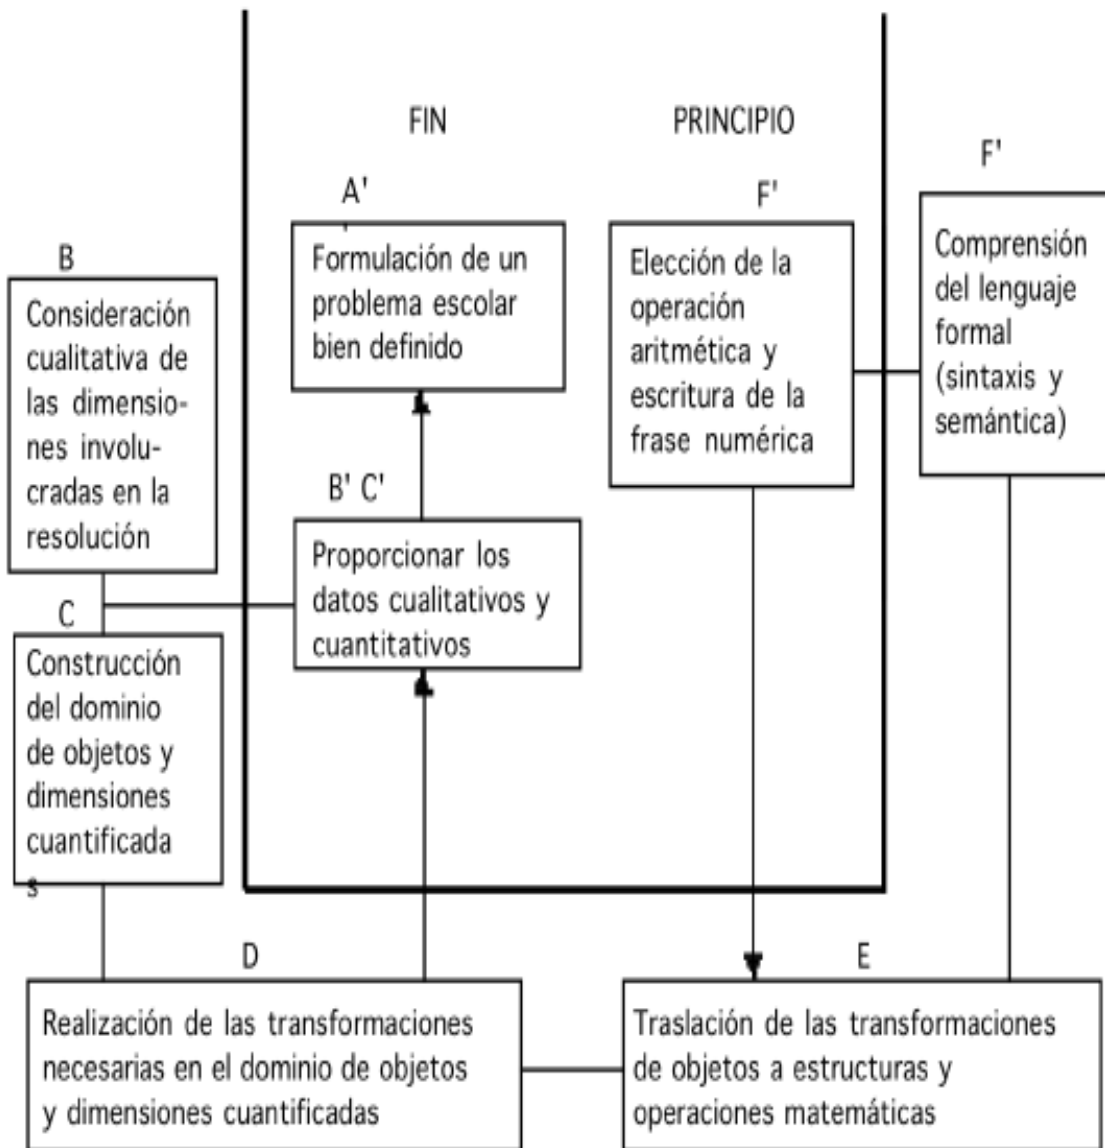 FIN
PRINCIPIO
A'
F'
F'
B
Formulación de un
problema escolar
bien definido
Elección de la
operación
aritmética y
escritura de la
frase numérica
Comprensión
del lenguaje
formal
(sintaxis y
semántica)
Consideración
cualitativa de
las dimensio-
nes involu-
cradas en la
resolución
B' C'
Proporcionar los
datos cualitativos y
cuantitativos
C
Construcción
del dominio
de objetos y
dimensiones
cuantificada
s
D
E
Realización de las transformaciones
necesarias en el dominio de objetos
y dimensiones cuantificadas
Traslación de las transformaciones
de objetos a estructuras y
operaciones matemáticas